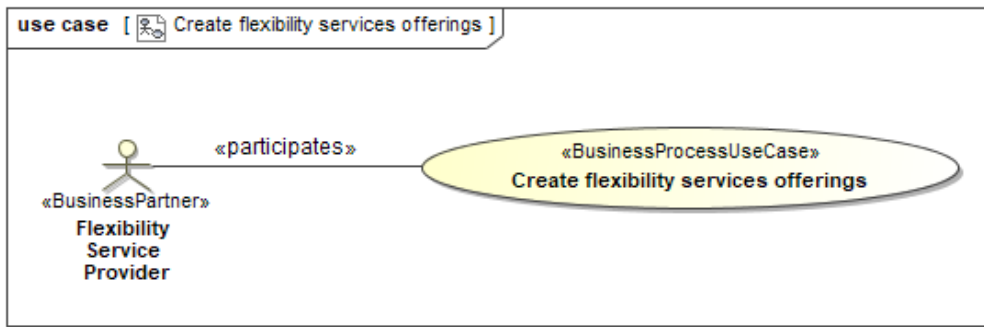 use case [ Create flexibility services offerings ]
«participates»
«BusinessProcessUseCase»
Create flexibility services offerings
«BusinessPartner»
Flexibility
Service
Provider